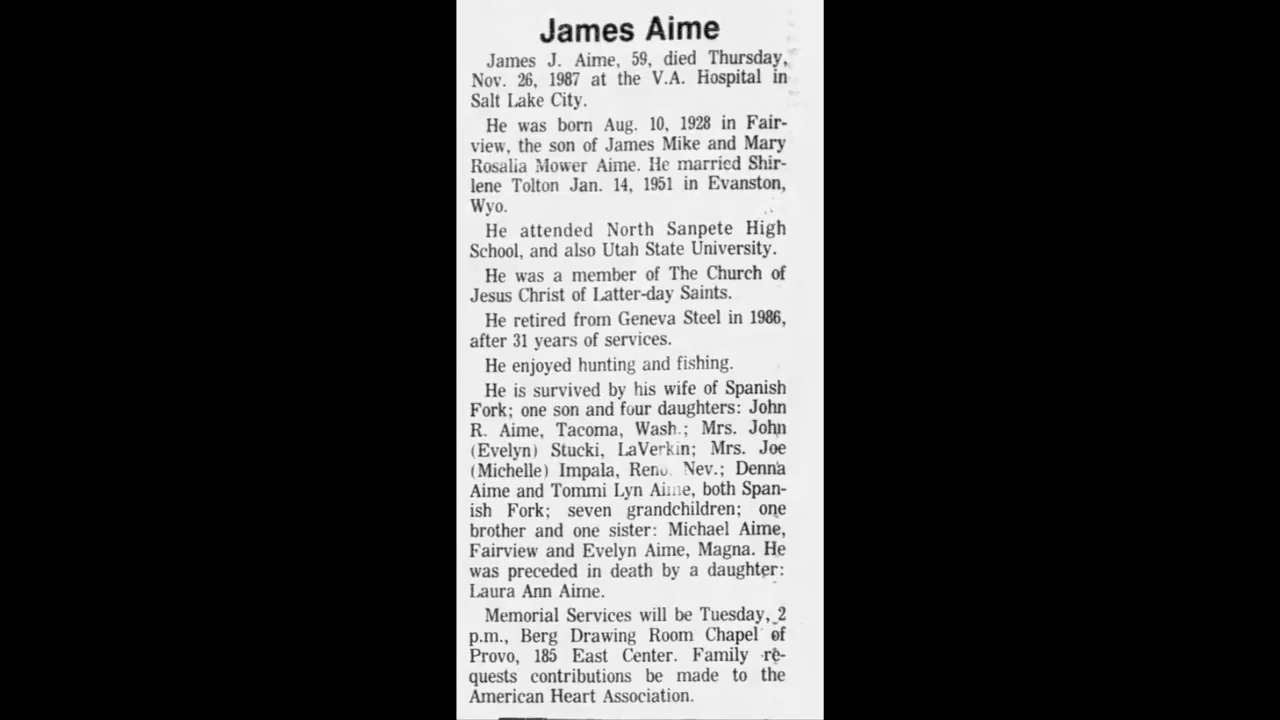 James Aime
James J. Aime, 59, died Thursday,
Nov. 26, 1987 at the V.A. Hospital in
Salt Lake City.
He was born Aug. 10, 1928 in Fair-
view, the son of James Mike and Mary
Rosalia Mower Aime. He married Shir-
lene Tolton Jan. 14, 1951 in Evanston,
Wyo.
He attended North Sanpete High
School, and also Utah State University.
He was a member of The Church of
Jesus Christ of Latter-day Saints.
He retired from Geneva Steel in 1986,
after 31 years of services.
He enjoyed hunting and fishing.
He is survived by his wife of Spanish
Fork; one son and four daughters: John
R. Aime, Tacoma, Wash.; Mrs. John
(Evelyn) Stucki, LaVerkin; Mrs. Joe
(Michelle) Impala, Reno, Nev.; Denna
Aime and Tommi Lyn Aime, both Span-
ish Fork; seven grandchildren; one
brother and one sister: Michael Aime,
Fairview and Evelyn Aime, Magna. He
was preceded in death by a daughter:
Laura Ann Aime.
Memorial Services will be Tuesday, 2
p.m., Berg Drawing Room Chapel of
Provo, 185 East Center. Family re-
quests contributions be made to the
American Heart Association.